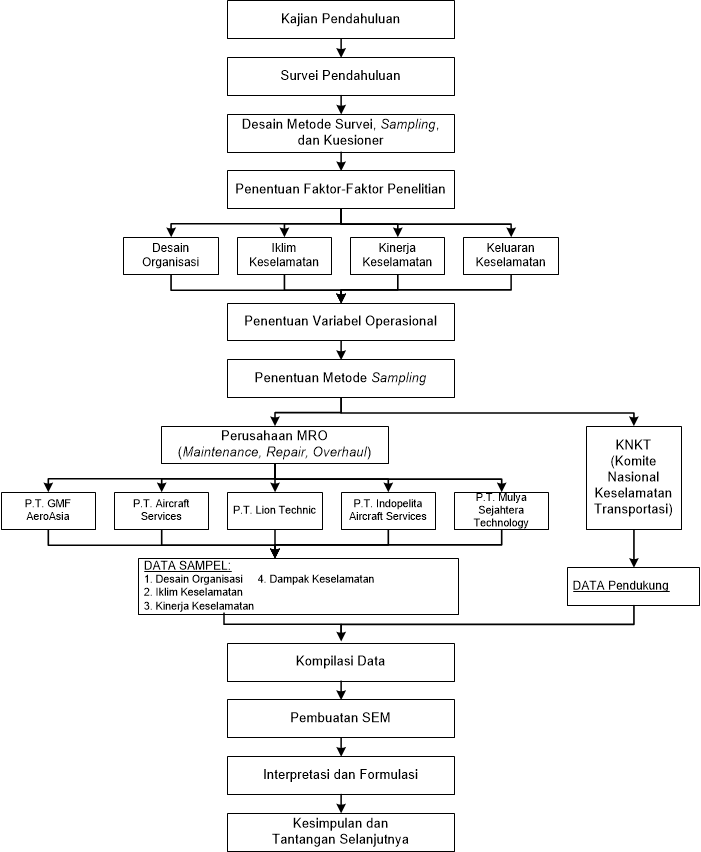 Kajian Pendahuluan
Survei Pendahuluan
Desain Metode Survei, Sampling,
dan Kuesioner
Penentuan Faktor-Faktor Penelitian
Desain
Organisasi
Iklim
Keselamatan
Kinerja
Keselamatan
Keluaran
Keselamatan
Penentuan Variabel Operasional
Penentuan Metode Sampling
Perusahaan MRO
(Maintenance, Repair, Overhaul)
KNKT
(Komite
Nasional
Keselamatan
Transportasi)
P.T. GMF
AeroAsia
P.T. Aircraft
Services
P.T. Lion Technic
P.T. Indopelita
Aircraft Services
P.T. Mulya
Sejahtera
Technology
DATA SAMPEL:
1. Desain Organisasi 4. Dampak Keselamatan
2. Iklim Keselamatan
3. Kinerja Keselamatan
DATA Pendukung
Kompilasi Data
Pembuatan SEM
Interpretasi dan Formulasi
Kesimpulan dan
Tantangan Selanjutnya